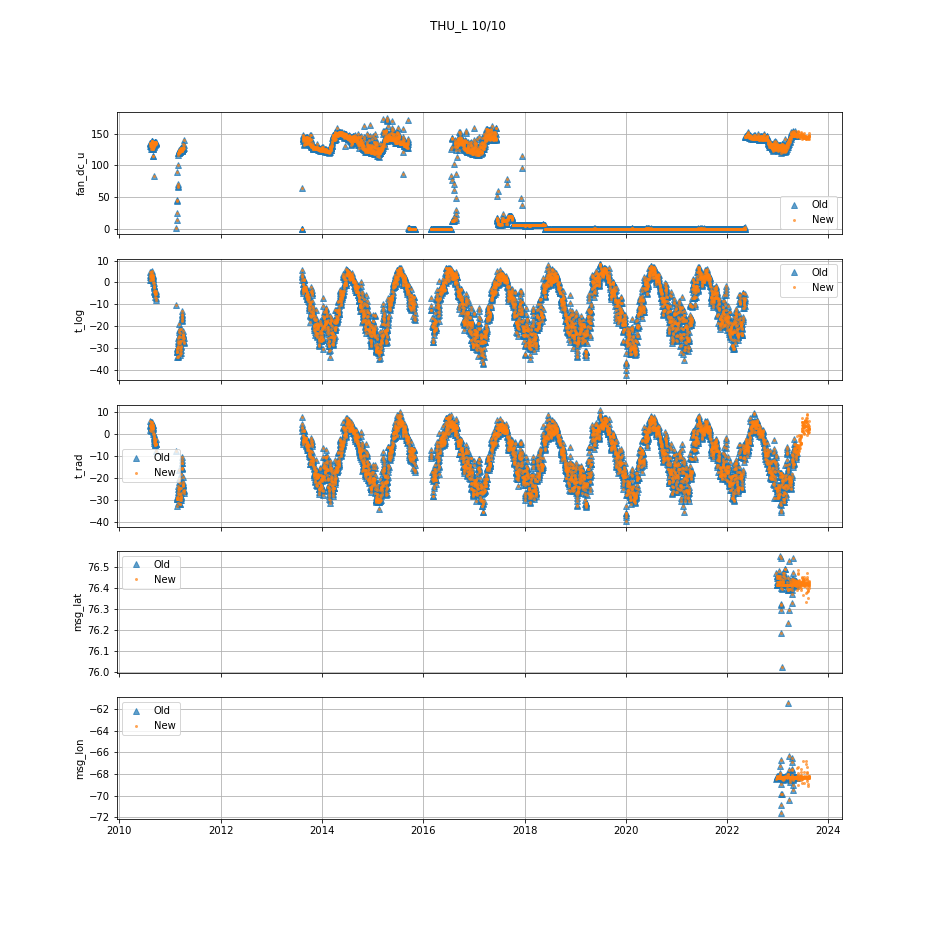 THU_L 10/10
fan_dc_u
150
100
50
0
Old
New
t_log
10
0
−10
−20
−30
−40
Old
New
t_rad
10
0
−10
−20
−30
−40
Old
New
msg_lat
76.5
76.4
76.3
76.2
76.1
76.0
Old
New
msg_lon
−62
−64
−66
−68
−70
−72
Old
New
2010 2012 2014 2016 2018 2020 2022 2024